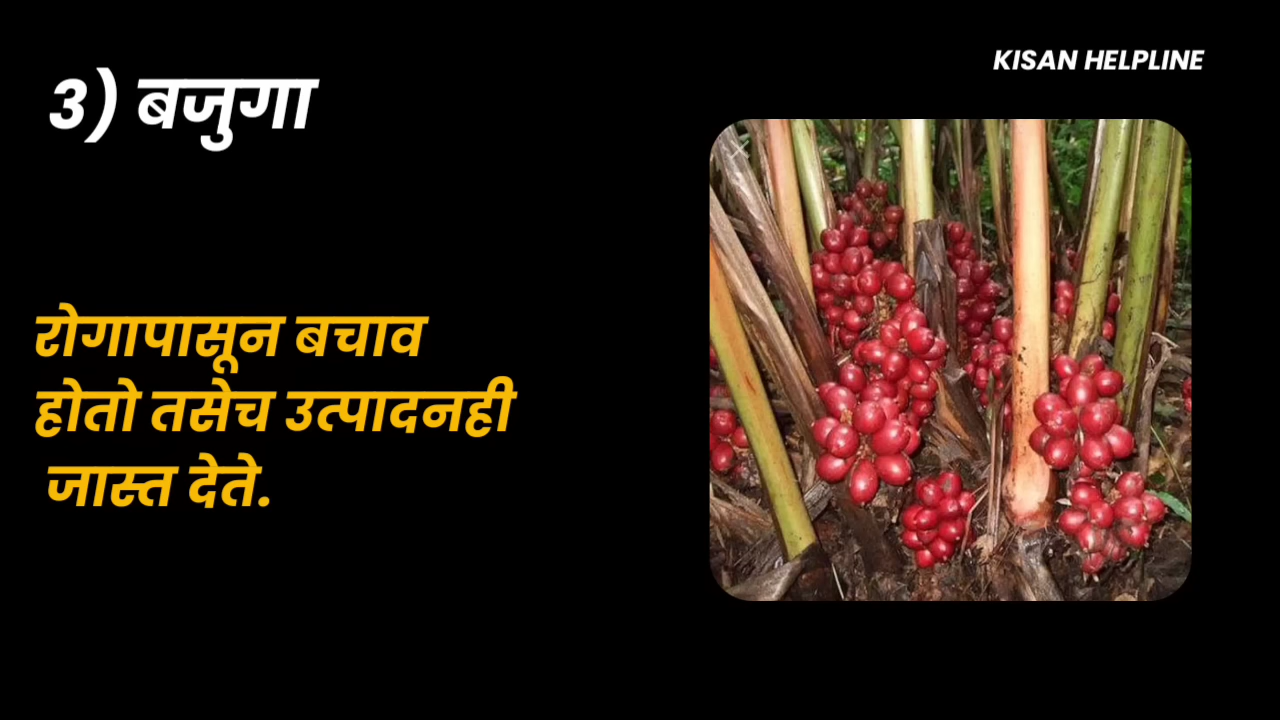 KISAN HELPLINE
3) बजुगा
रोगापासून बचाव
होतो तसेच उत्पादनही
जास्त देते.